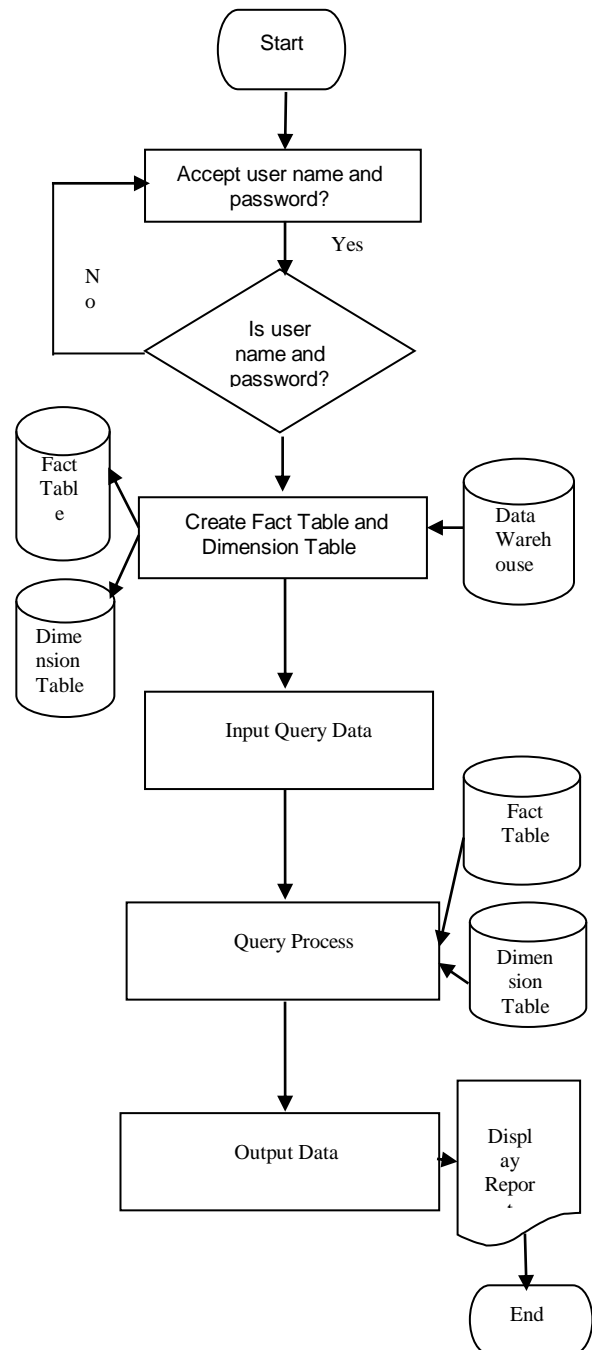 Start
Accept user name and
password?
Yes
N
o
Is user
name and
password?
Fact
Tabl
e
Create Fact Table and
Dimension Table
Data
Wareh
ouse
Dime
nsion
Table
Input Query Data
Fact
Table
Query Process
Dimen
sion
Table
Output Data
Displ
ay
Repor
t
End